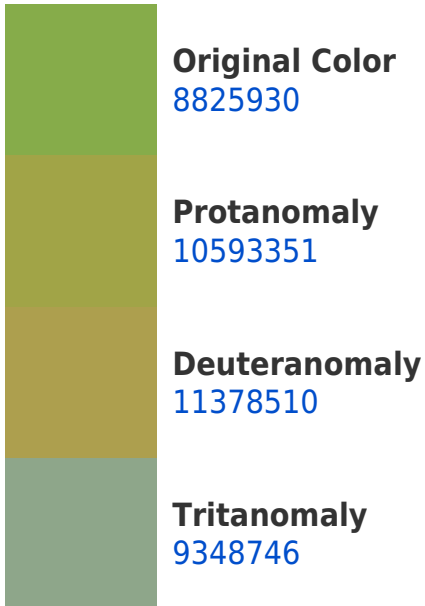 Original Color
8825930
Protanomaly
10593351
Deuteranomaly
11378510
Tritanomaly
9348746